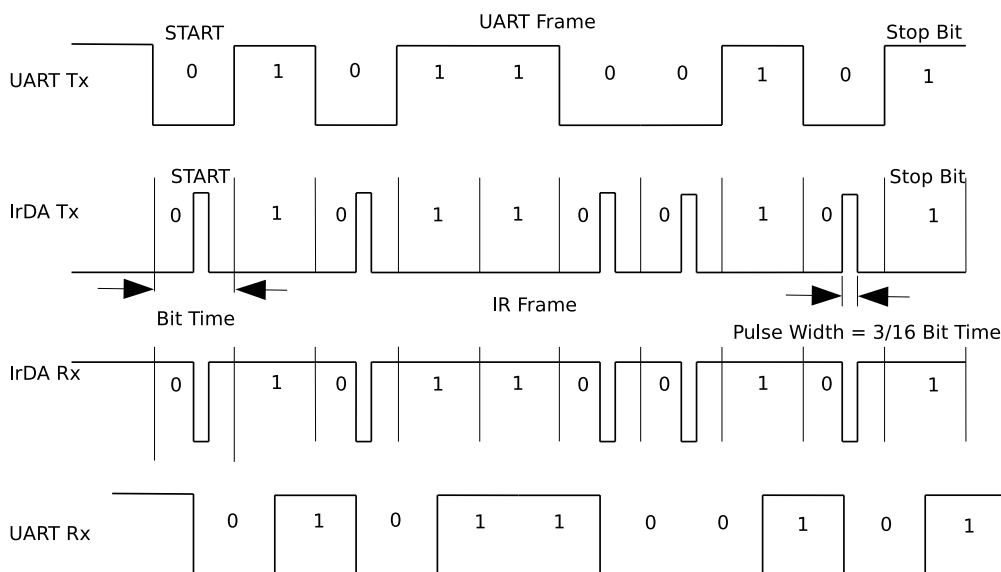 UART Frame
START
Stop Bit
UART Tx
0 1 0 1 1 0 0 1 0 1
START
Stop Bit
IrDA Tx
0 1 0 1 1 0 0 1 0 1
Bit Time
IR Frame
Pulse Width = 3/16 Bit Time
IrDA Rx
0 1 0 1 1 0 0 1 0 1
UART Rx
0 1 0 1 1 0 0 1 0 1